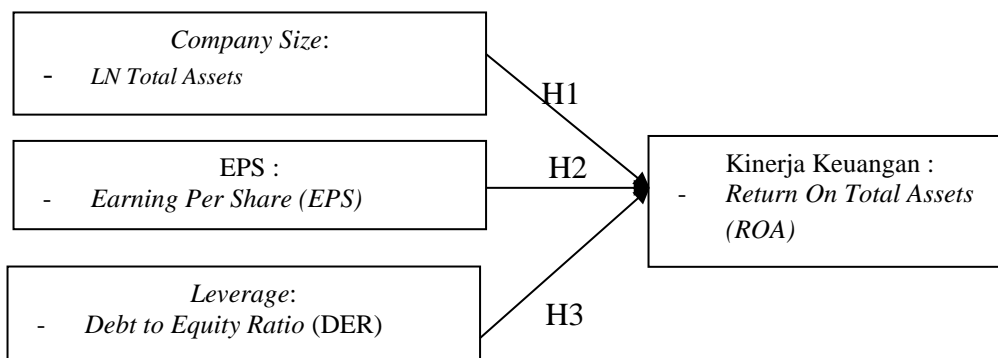 Company Size:
- LN Total Assets
H1
EPS :
- Earning Per Share (EPS)
H2
Leverage:
- Debt to Equity Ratio (DER)
H3
Kinerja Keuangan :
- Return On Total Assets
(ROA)